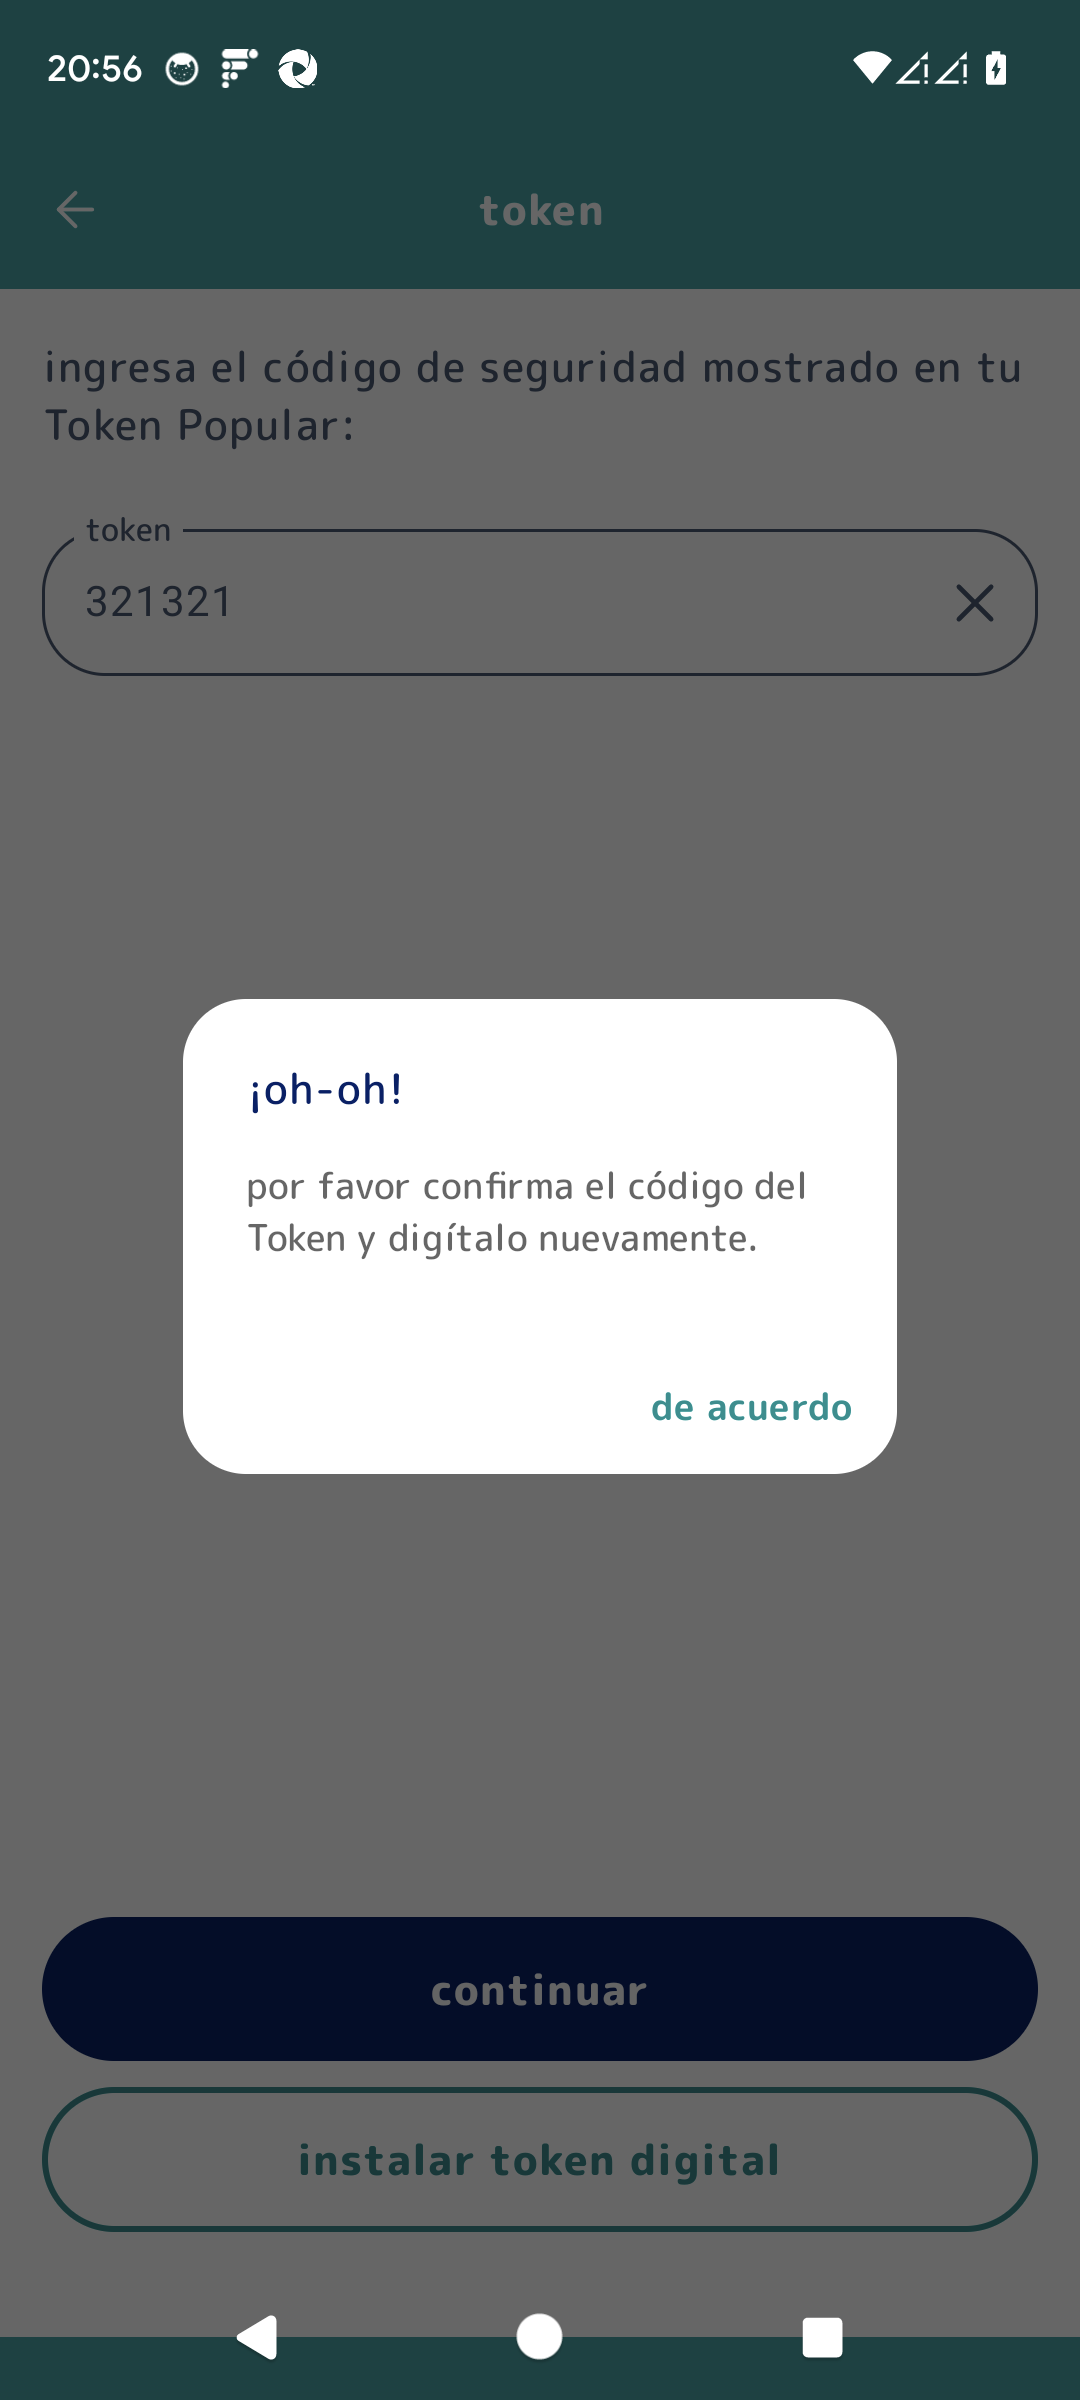 20:56
token
ingresa el código de seguridad mostrado en tu
Token Popular:
token
321321
¡oh-oh!
por favor confirma el código del
Token y digítalo nuevamente.
de acuerdo
continuar
instalar token digital